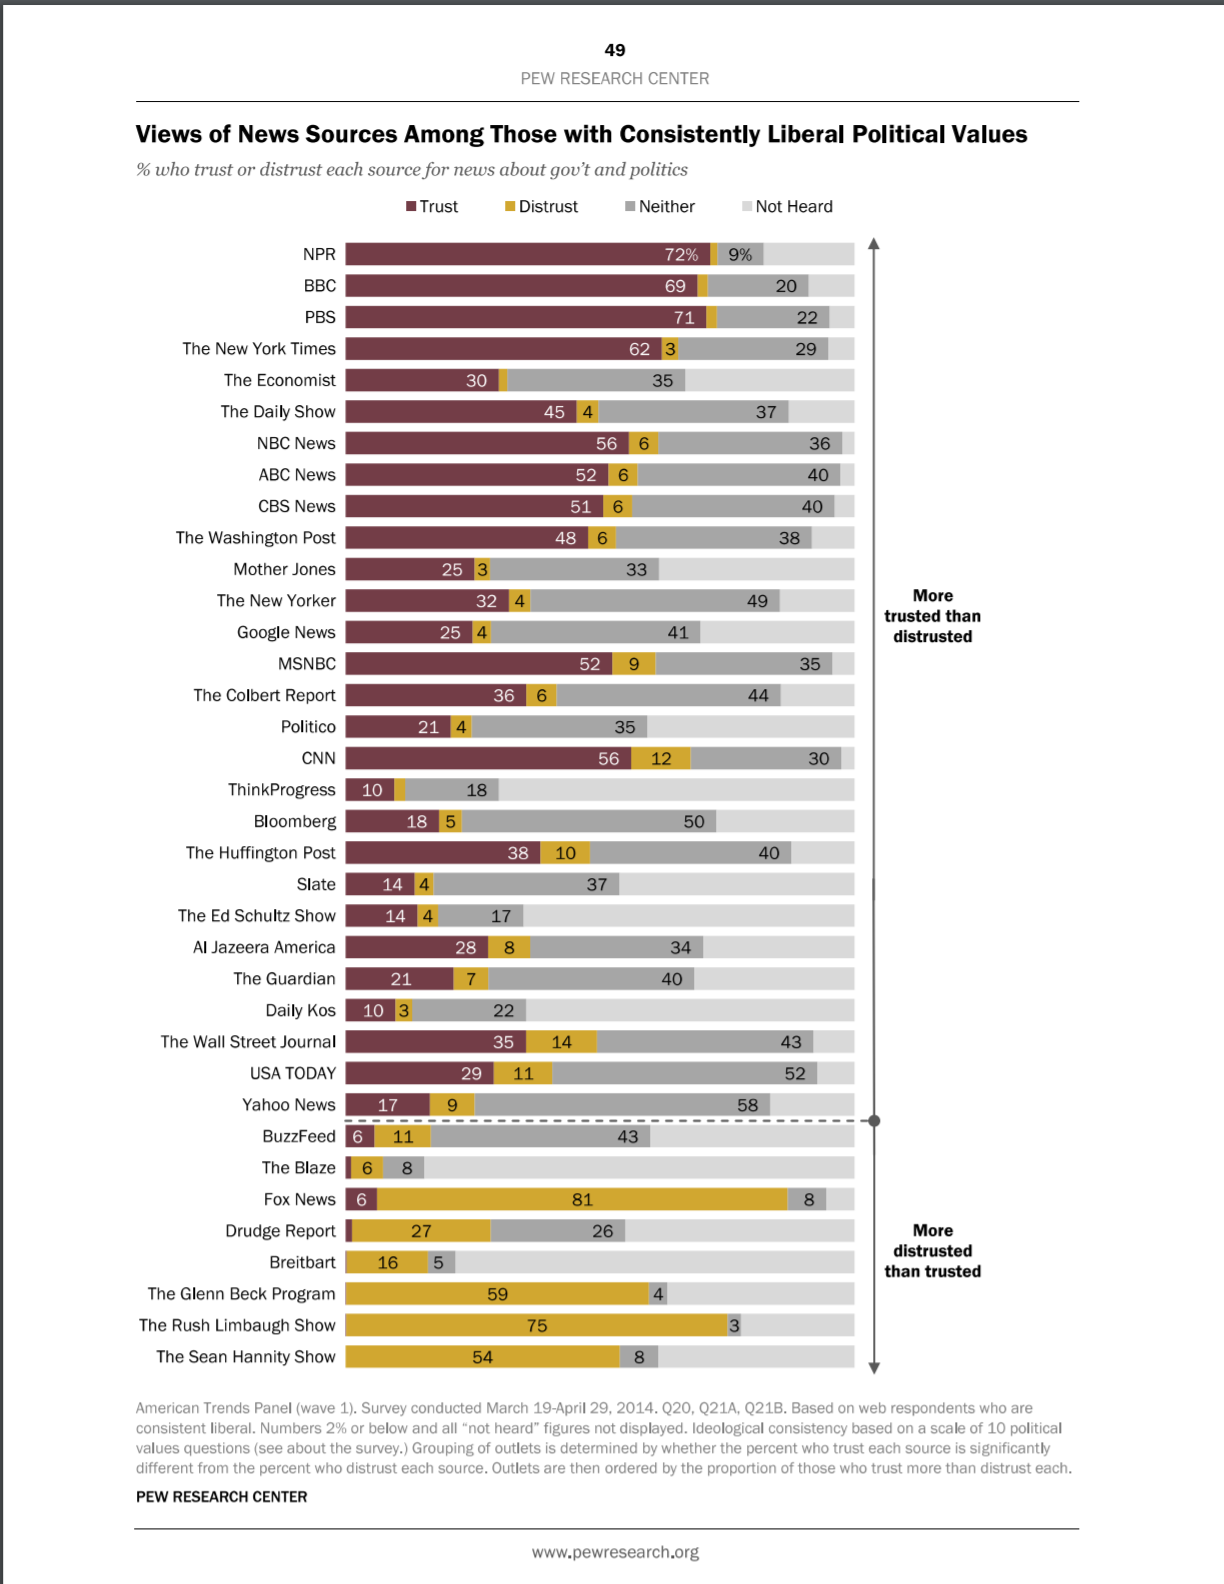 49
PEW RESEARCH CENTER
Views of News Sources Among Those with Consistently Liberal Political Values
% who trust or distrust each source for news about gov't and politics
Trust Distrust Neither Not Heard
NPR 72% 9%
BBC 69 20
PBS 71 22
The New York Times 62 3 29
The Economist 30 35
The Daily Show 45 4 37
NBC News 56 6 36
ABC News 52 6 40
CBS News 51 6 40
The Washington Post 48 6 38
Mother Jones 25 3 33
The New Yorker 32 4 49
Google News 25 4 41
MSNBC 52 9 35
The Colbert Report 36 6 44
Politico 21 4 35
CNN 56 12 30
ThinkProgress 10 18
Bloomberg 18 5 50
The Huffington Post 38 10 40
Slate 14 4 37
The Ed Schultz Show 14 4 17
Al Jazeera America 28 8 34
The Guardian 21 7 40
Daily Kos 10 3 22
The Wall Street Journal 35 14 43
USA TODAY 29 11 52
Yahoo News 17 9 58
More
trusted than
distrusted
BuzzFeed 6 11 43
The Blaze 6 8
Fox News 6 81 8
Drudge Report 27 26
Breitbart 16 5
The Glenn Beck Program 59 4
The Rush Limbaugh Show 75 3
The Sean Hannity Show 54 8
More
distrusted
than trusted
American Trends Panel (wave 1). Survey conducted March 19-April 29, 2014. Q20, Q21A, Q21B. Based on web respondents who are
consistent liberal. Numbers 2% or below and all "not heard" figures not displayed. Ideological consistency based on a scale of 10 political
values questions (see about the survey.) Grouping of outlets is determined by whether the percent who trust each source is significantly
different from the percent who distrust each source. Outlets are then ordered by the proportion of those who trust more than distrust each.
PEW RESEARCH CENTER
www.pewresearch.org